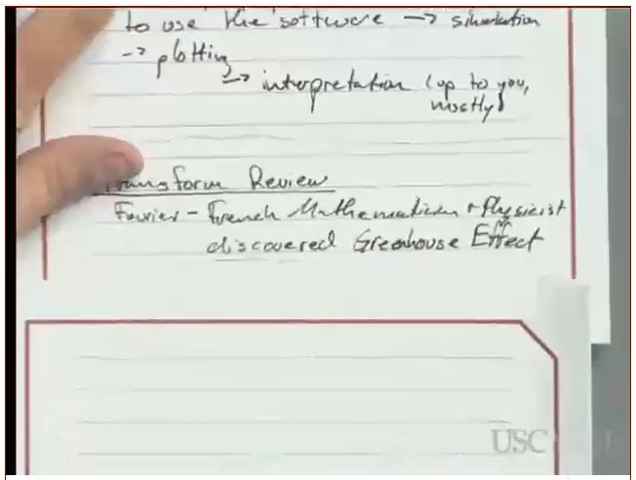 to use the software → simulation
→ plotting
→ interpretation (up to you,
mostly)
Transform Review
Fourier - French Mathematician + Physicist
discovered Greenhouse Effect
USC